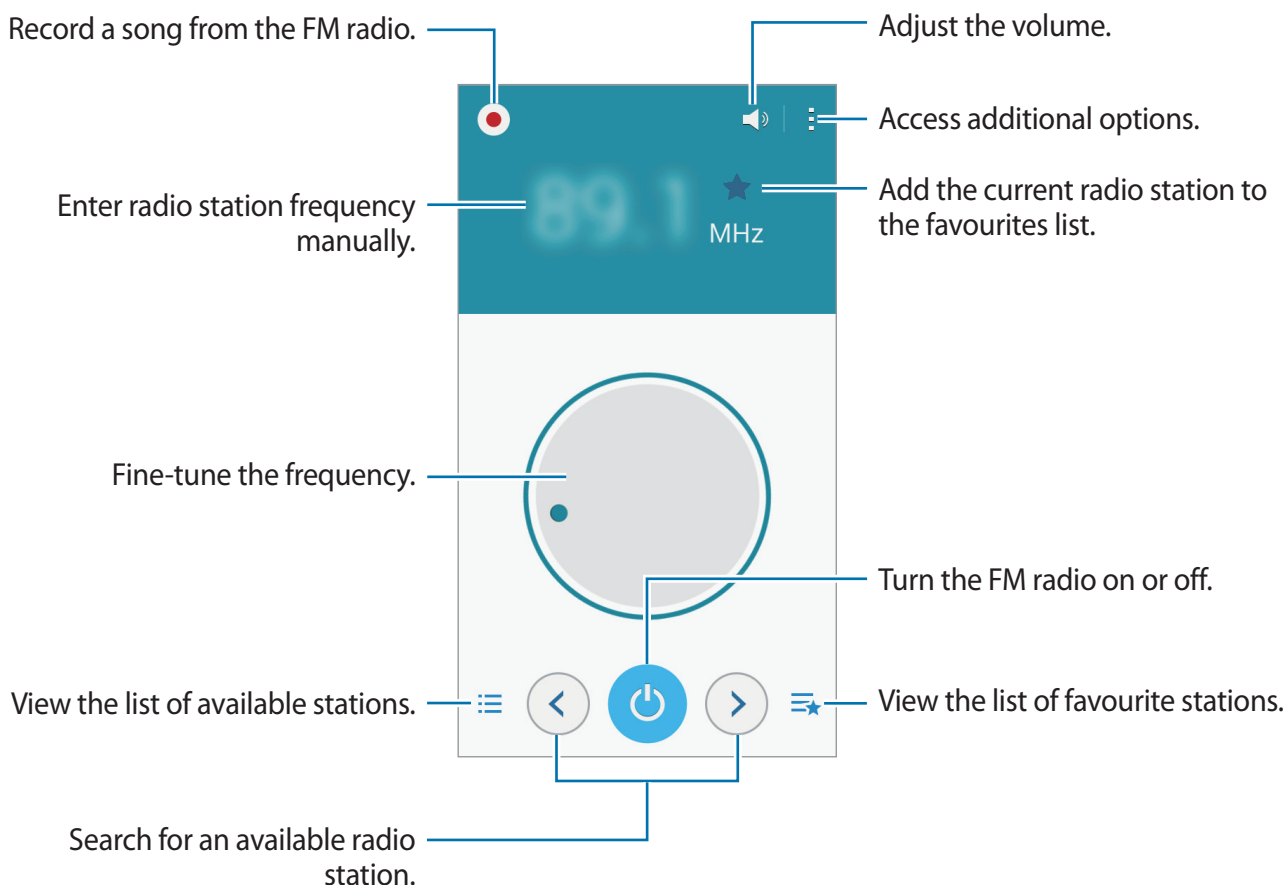 Record a song from the FM radio.
Adjust the volume.
Access additional options.
Enter radio station frequency
manually.
89.1
MHz
Add the current radio station to
the favourites list.
Fine-tune the frequency.
Turn the FM radio on or off.
View the list of available stations.
View the list of favourite stations.
Search for an available radio
station.